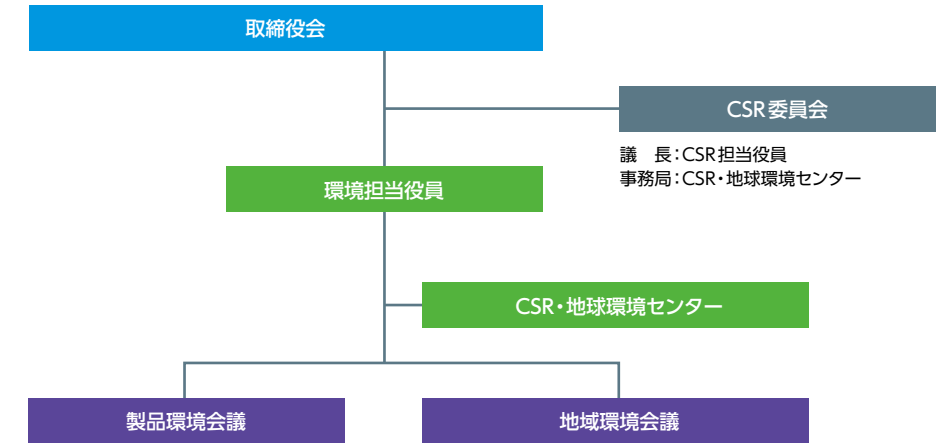 取締役会
CSR委員会
議　長：CSR担当役員
事務局：CSR・地球環境センター
環境担当役員
CSR・地球環境センター
製品環境会議
地域環境会議